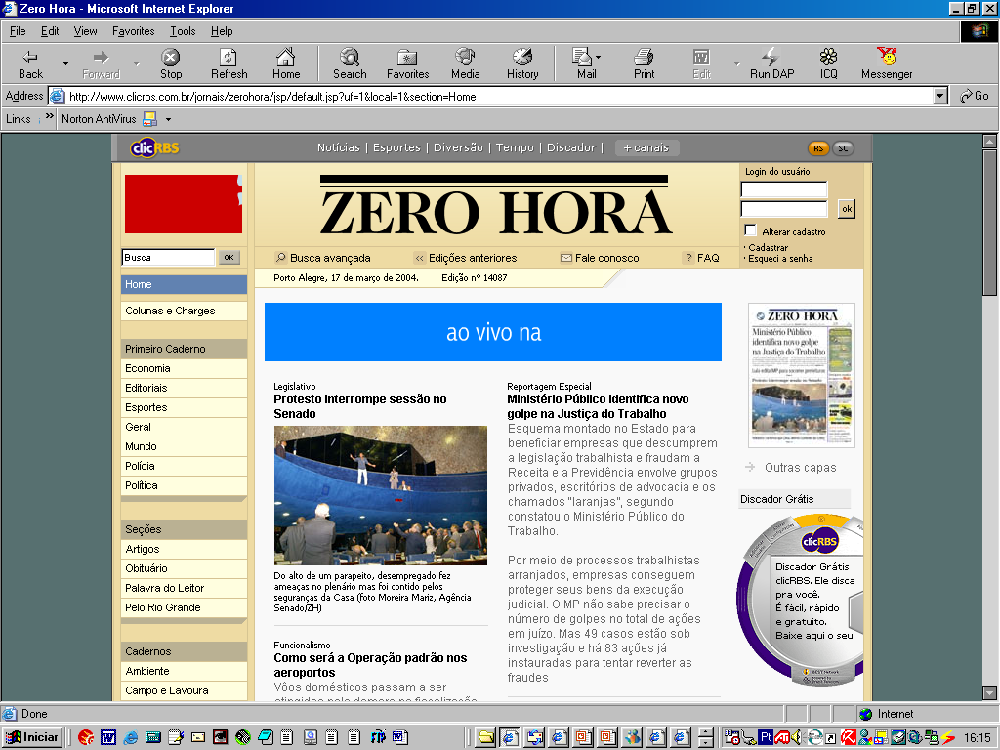 Zero Hora - Microsoft Internet Explorer
File Edit View Favorites Tools Help
Back Forward Stop Refresh Home Search Favorites Media History Mail Print Edit Run DAP ICQ Messenger
Address http://www.clicrbs.com.br/jornais/zerohora/jsp/default.jsp?uf=1&local=1&section=Home Go
Links » Norton AntiVirus
clicRBS
Notícias | Esportes | Diversão | Tempo | Discador | + canais
RS SC
Busca ok
Home
Colunas e Charges
Primeiro Caderno
Economia
Editoriais
Esportes
Geral
Mundo
Polícia
Política
Seções
Artigos
Obituário
Palavra do Leitor
Pelo Rio Grande
Cadernos
Ambiente
Campo e Lavoura
ZERO HORA
Busca avançada << Edições anteriores Fale conosco ? FAQ
Porto Alegre, 17 de março de 2004. Edição nº 14087
Login do usuário
ok
Alterar cadastro
· Cadastrar
· Esqueci a senha
ao vivo na
Legislativo
Protesto interrompe sessão no
Senado
Do alto de um parapeito, desempregado fez
ameaças no plenário mas foi contido pelos
seguranças da Casa (foto Moreira Mariz, Agência
Senado/ZH)
Funcionalismo
Como será a Operação padrão nos
aeroportos
Vôos domésticos passam a ser
Reportagem Especial
Ministério Público identifica novo
golpe na Justiça do Trabalho
Esquema montado no Estado para
beneficiar empresas que descumprem
a legislação trabalhista e fraudam a
Receita e a Previdência envolve grupos
privados, escritórios de advocacia e os
chamados "laranjas", segundo
constatou o Ministério Público do
Trabalho.
Por meio de processos trabalhistas
arranjados, empresas conseguem
proteger seus bens da execução
judicial. O MP não sabe precisar o
número de golpes no total de ações
em juízo. Mas 49 casos estão sob
investigação e há 83 ações já
instauradas para tentar reverter as
fraudes
ZERO HORA
Ministério Público
identifica novo golpe
na Justiça do Trabalho
Outras capas
Discador Grátis
clicRBS
Discador Grátis
clicRBS. Ele disca
pra você.
É fácil, rápido
e gratuito.
Baixe aqui o seu.
Done Internet
Iniciar Pt 16:15